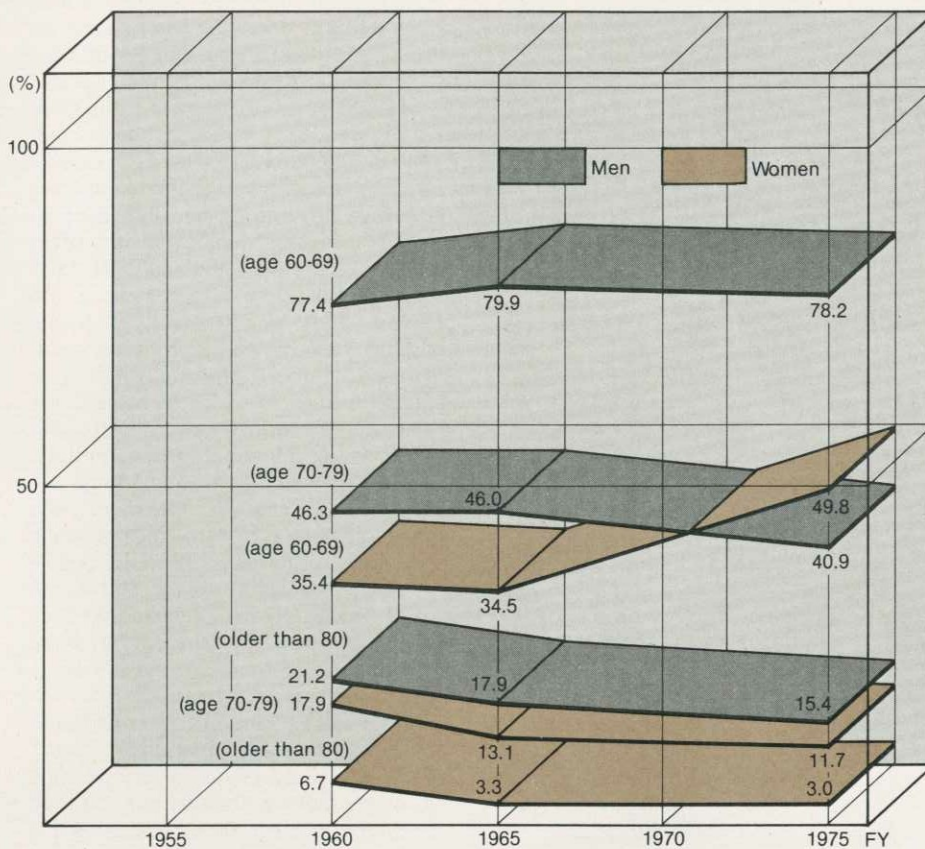 (%)
100
Men Women
(age 60-69)
77.4 79.9 78.2
50
(age 70-79)
46.3 46.0 49.8
(age 60-69) 40.9
35.4 34.5
(older than 80)
21.2 17.9 15.4
(age 70-79) 17.9 13.1 11.7
(older than 80)
6.7 3.3 3.0
1955 1960 1965 1970 1975 FY